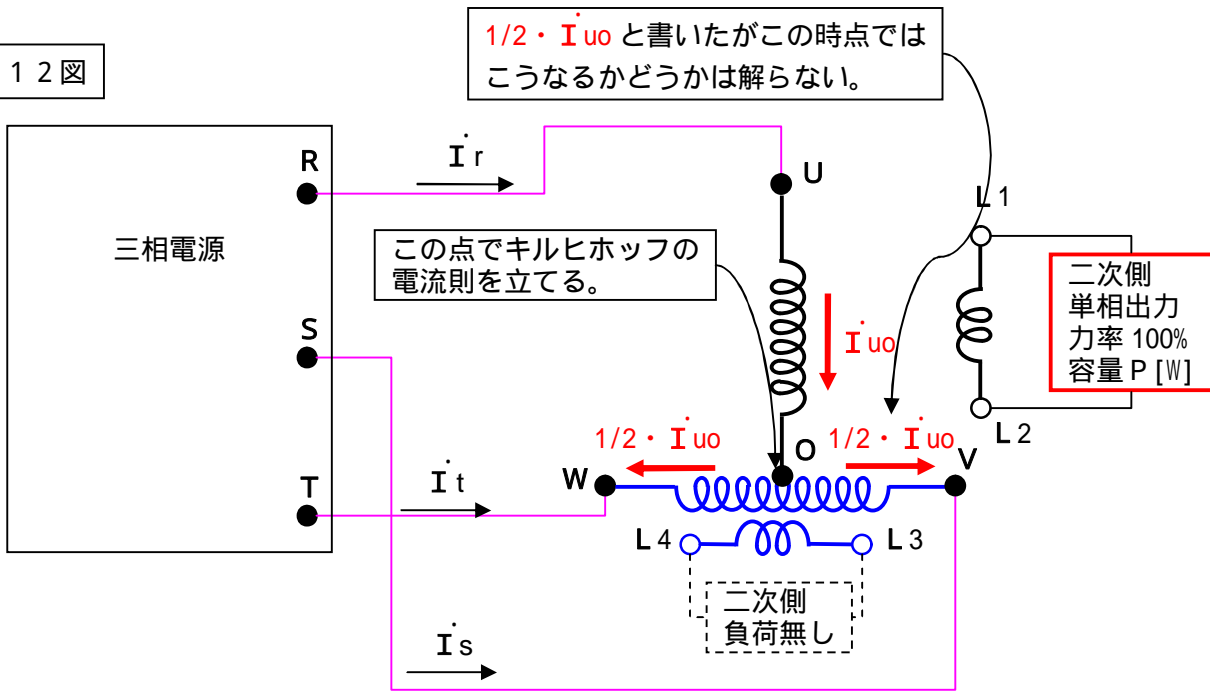 1/2・İuo と書いたがこの時点では
こうなるかどうかは解らない。
12図
R
İr
U
L1
三相電源
この点でキルヒホッフの
電流則を立てる。
二次側
単相出力
力率 100%
容量 P [W]
S
İuo
L2
1/2・İuo
O
1/2・İuo
V
W
T
İt
L4
L3
二次側
負荷無し
İs